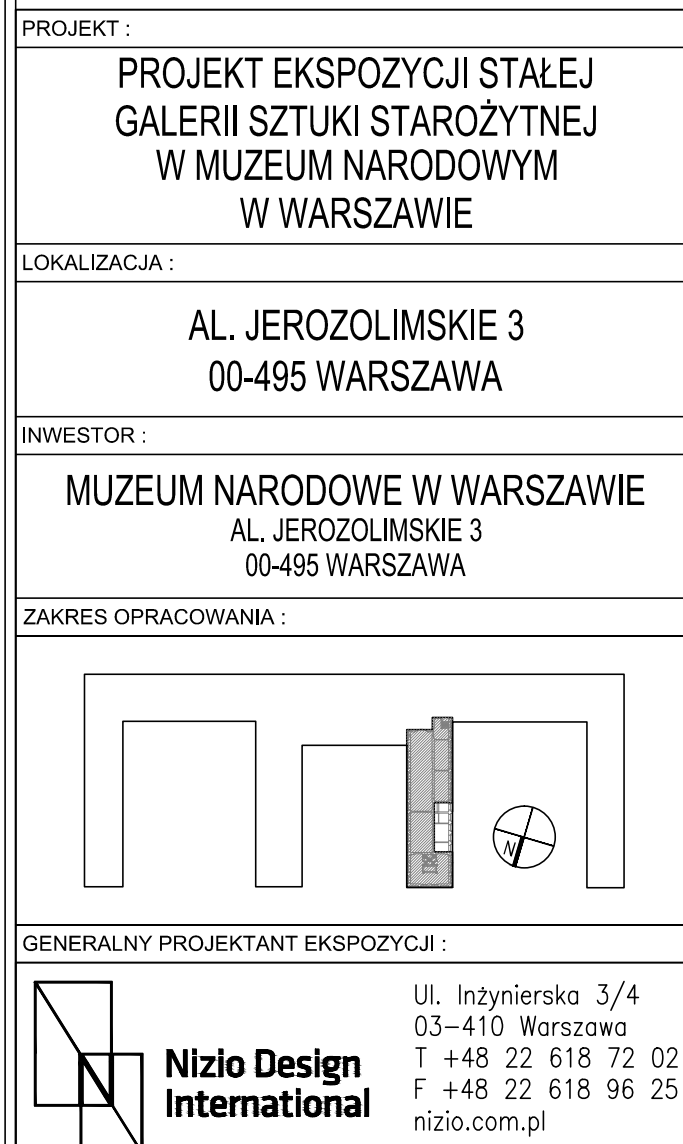 PROJEKT :
PROJEKT EKSPOZYCJI STAŁEJ
GALERII SZTUKI STAROŻYTNEJ
W MUZEUM NARODOWYM
W WARSZAWIE
LOKALIZACJA :
AL. JEROZOLIMSKIE 3
00-495 WARSZAWA
INWESTOR :
MUZEUM NARODOWE W WARSZAWIE
AL. JEROZOLIMSKIE 3
00-495 WARSZAWA
ZAKRES OPRACOWANIA :
N
GENERALNY PROJEKTANT EKSPOZYCJI :
Nizio Design
International
Ul. Inżynierska 3/4
03-410 Warszawa
T +48 22 618 72 02
F +48 22 618 96 25
nizio.com.pl